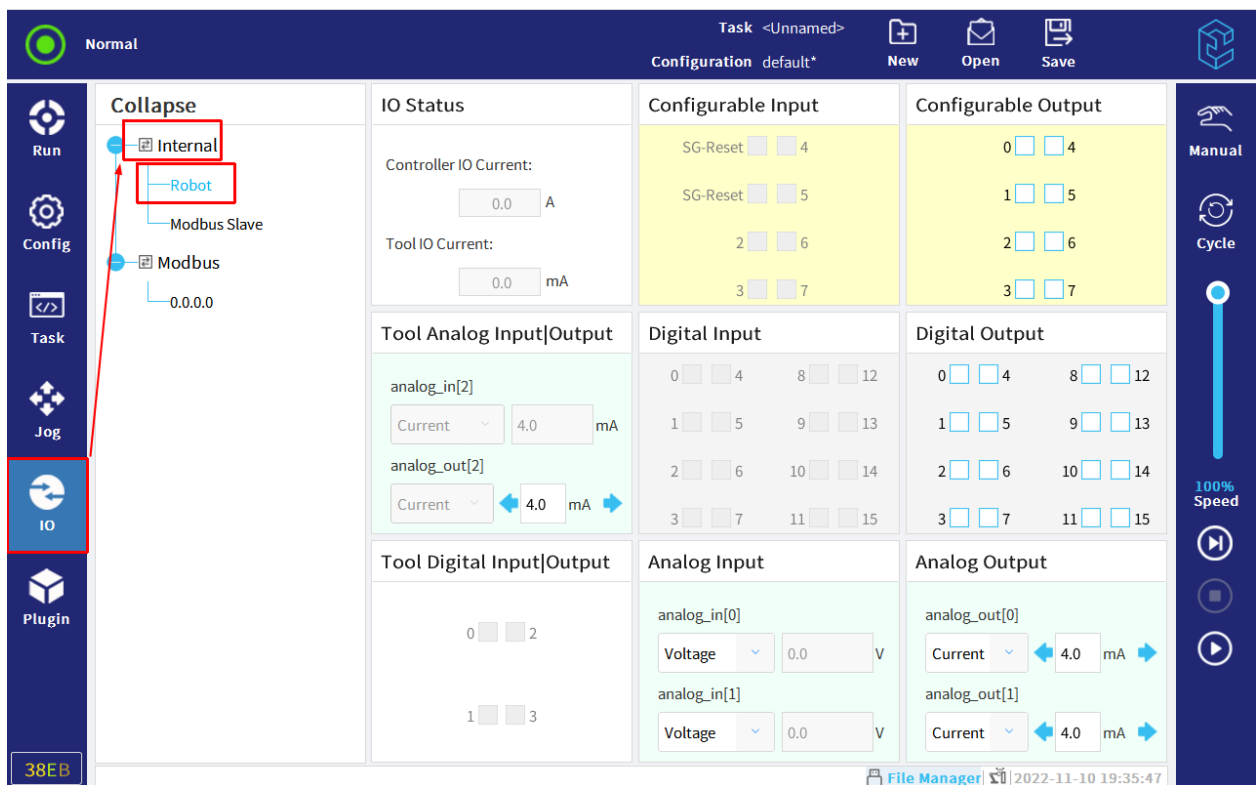 Normal
Task <Unnamed>
Configuration default*
New
Open
Save
Run
Config
Task
Jog
IO
Plugin
38EB
Collapse
Internal
Robot
Modbus Slave
Modbus
0.0.0.0
IO Status
Controller IO Current:
0.0 A
Tool IO Current:
0.0 mA
Configurable Input
SG-Reset 4
SG-Reset 5
2 6
3 7
Configurable Output
0 4
1 5
2 6
3 7
Tool Analog Input|Output
analog_in[2]
Current 4.0 mA
analog_out[2]
Current 4.0 mA
Digital Input
0 4 8 12
1 5 9 13
2 6 10 14
3 7 11 15
Digital Output
0 4 8 12
1 5 9 13
2 6 10 14
3 7 11 15
Tool Digital Input|Output
0 2
1 3
Analog Input
analog_in[0]
Voltage 0.0 V
analog_in[1]
Voltage 0.0 V
Analog Output
analog_out[0]
Current 4.0 mA
analog_out[1]
Current 4.0 mA
Manual
Cycle
100%
Speed
File Manager| |2022-11-10 19:35:47